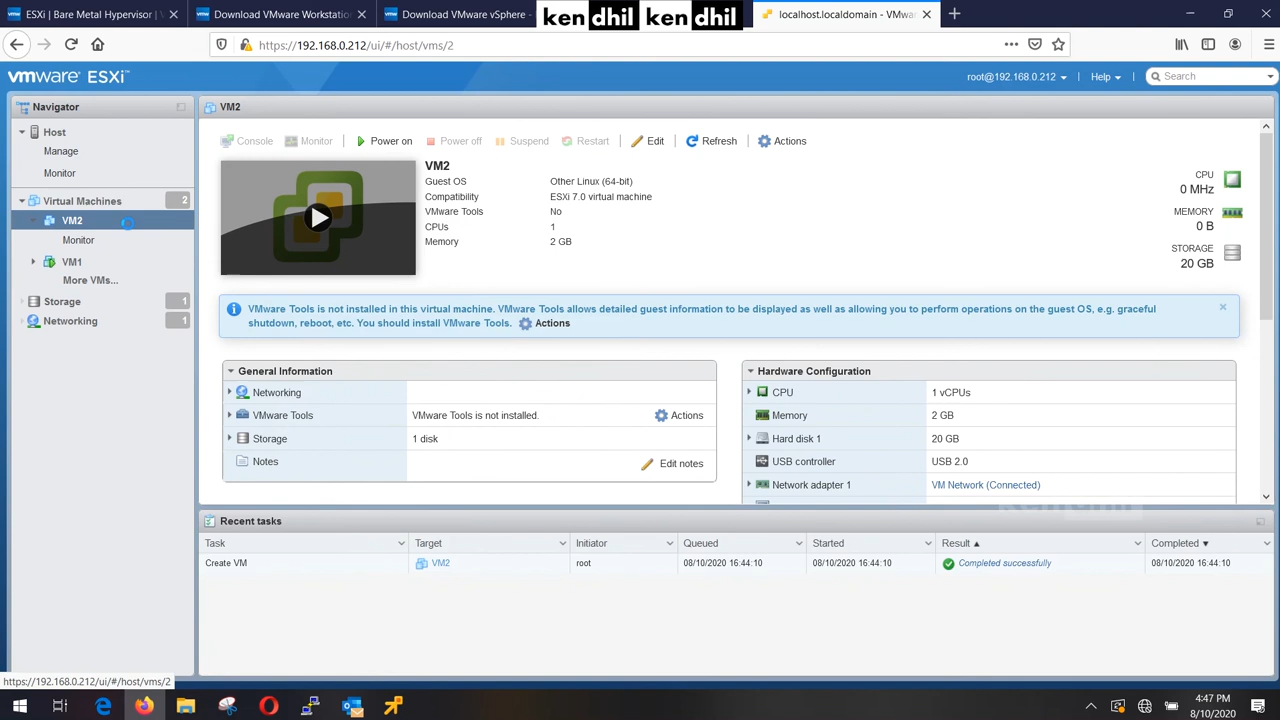 ESXi | Bare Metal Hypervisor |
Download VMware Workstation
Download VMware vSphere -
ken dhil ken dhil
localhost.localdomain - VMwa
https://192.168.0.212/ui/#/host/vms/2
vmware ESXi
root@192.168.0.212
Help
Search
Navigator
Host
Manage
Monitor
Virtual Machines 2
VM2
Monitor
VM1
More VMs...
Storage 1
Networking 1
VM2
Console Monitor Power on Power off Suspend Restart Edit Refresh Actions
VM2
Guest OS Other Linux (64-bit)
Compatibility ESXi 7.0 virtual machine
VMware Tools No
CPUs 1
Memory 2 GB
CPU
0 MHz
MEMORY
0 B
STORAGE
20 GB
VMware Tools is not installed in this virtual machine. VMware Tools allows detailed guest information to be displayed as well as allowing you to perform operations on the guest OS, e.g. graceful
shutdown, reboot, etc. You should install VMware Tools. Actions
General Information
Networking
VMware Tools VMware Tools is not installed. Actions
Storage 1 disk
Notes Edit notes
Hardware Configuration
CPU 1 vCPUs
Memory 2 GB
Hard disk 1 20 GB
USB controller USB 2.0
Network adapter 1 VM Network (Connected)
Recent tasks
Task Target Initiator Queued Started Result Completed
Create VM VM2 root 08/10/2020 16:44:10 08/10/2020 16:44:10 Completed successfully 08/10/2020 16:44:10
https://192.168.0.212/ui/#/host/vms/2
4:47 PM
8/10/2020